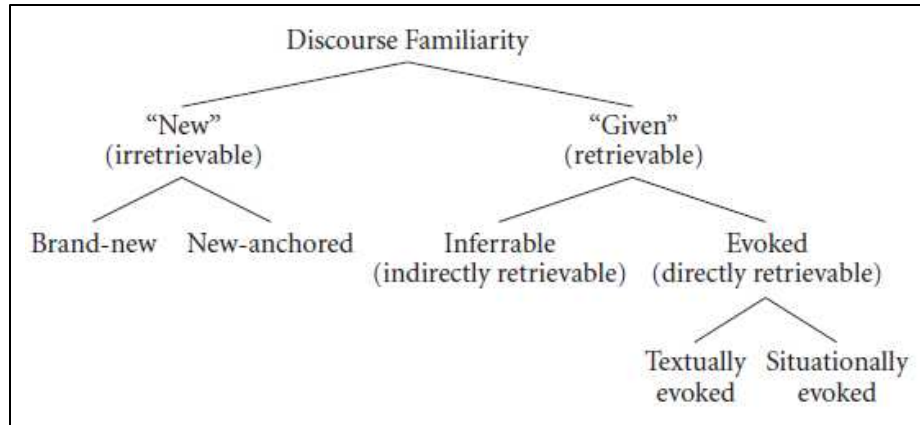 Discourse Familiarity
“New”
(irretrievable)
“Given”
(retrievable)
Brand-new
New-anchored
Inferrable
(indirectly retrievable)
Evoked
(directly retrievable)
Textually
evoked
Situationally
evoked